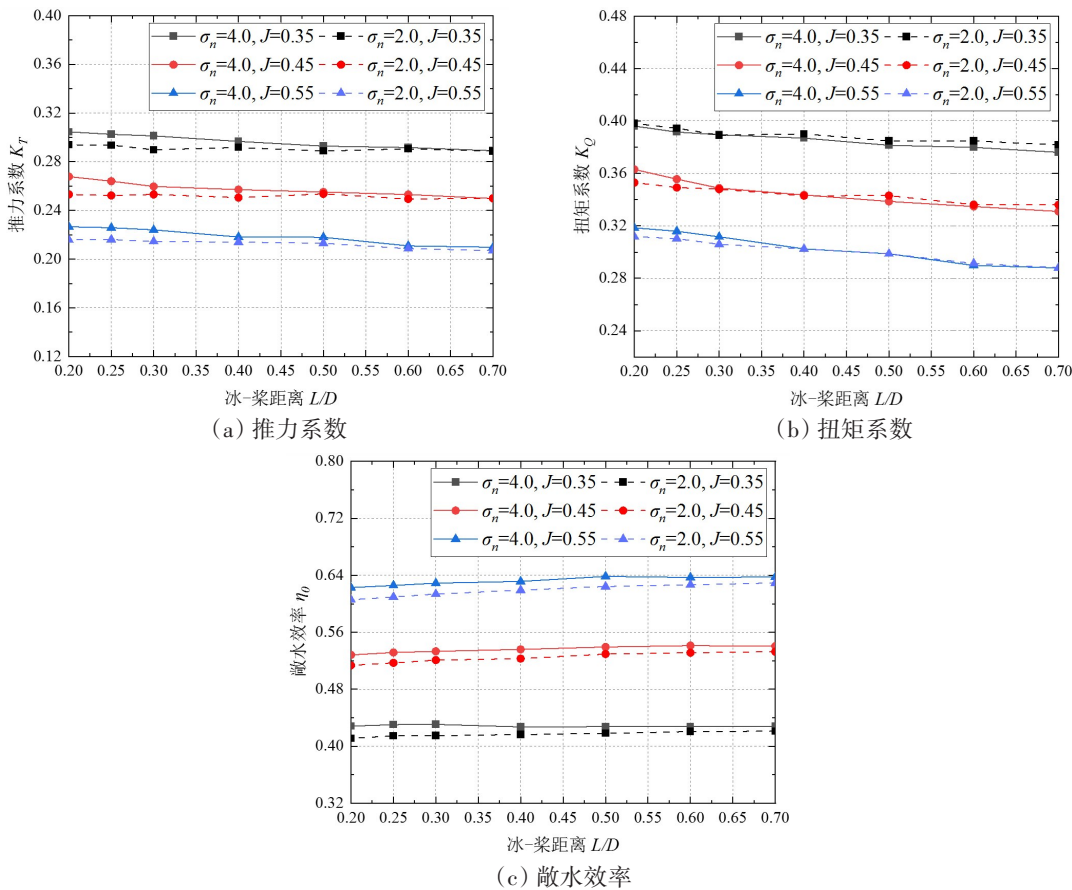 0.40
0.36
0.32
0.28
0.24
0.20
0.16
0.12
推力系数 K_T
σ_n=4.0, J=0.35 σ_n=2.0, J=0.35
σ_n=4.0, J=0.45 σ_n=2.0, J=0.45
σ_n=4.0, J=0.55 σ_n=2.0, J=0.55
0.20 0.25 0.30 0.35 0.40 0.45 0.50 0.55 0.60 0.65 0.70
冰-桨距离 L/D
(a) 推力系数
0.48
0.44
0.40
0.36
0.32
0.28
0.24
扭矩系数 K_Q
σ_n=4.0, J=0.35 σ_n=2.0, J=0.35
σ_n=4.0, J=0.45 σ_n=2.0, J=0.45
σ_n=4.0, J=0.55 σ_n=2.0, J=0.55
0.20 0.25 0.30 0.35 0.40 0.45 0.50 0.55 0.60 0.65 0.70
冰-桨距离 L/D
(b) 扭矩系数
0.80
0.72
0.64
0.56
0.48
0.40
0.32
敞水效率 η_0
σ_n=4.0, J=0.35 σ_n=2.0, J=0.35
σ_n=4.0, J=0.45 σ_n=2.0, J=0.45
σ_n=4.0, J=0.55 σ_n=2.0, J=0.55
0.20 0.25 0.30 0.35 0.40 0.45 0.50 0.55 0.60 0.65 0.70
冰-桨距离 L/D
(c) 敞水效率